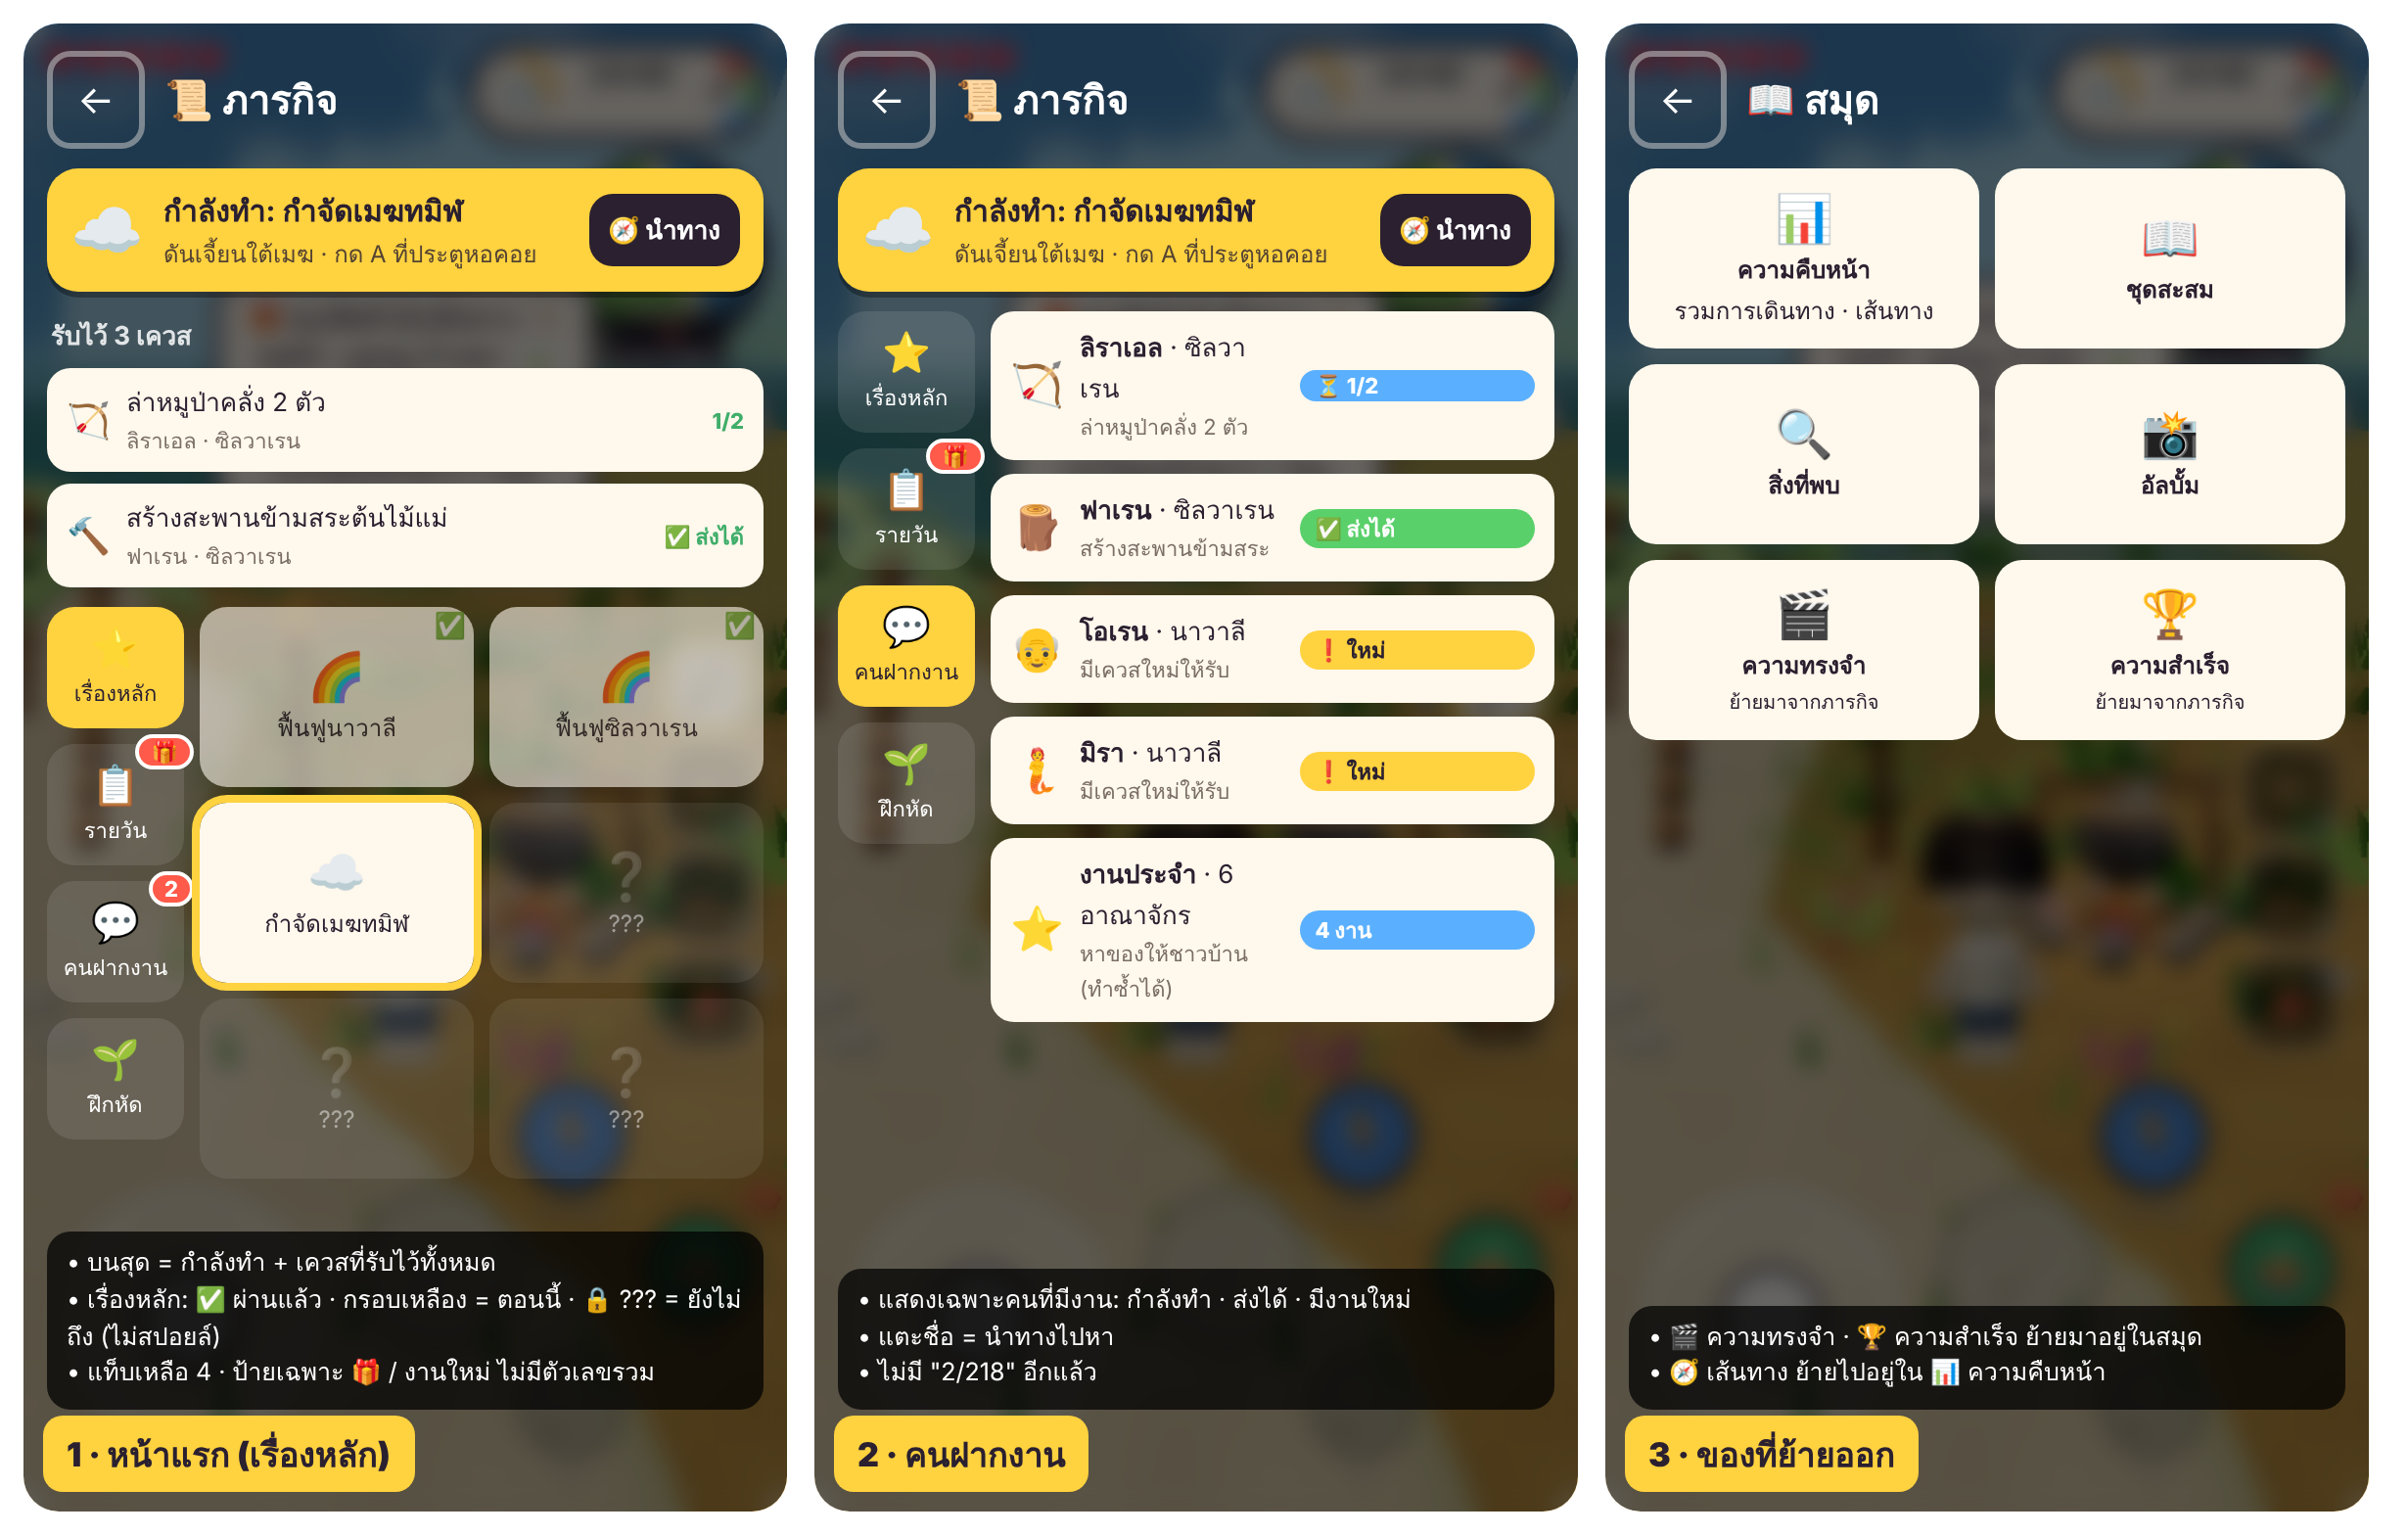 ← 📜 ภารกิจ
☁️ กำลังทำ: กำจัดเมฆทมิฬ
ดันเจี้ยนใต้เมฆ · กด A ที่ประตูหอคอย
🧭 นำทาง
รับไว้ 3 เควส
🏹 ล่าหมูป่าคลั่ง 2 ตัว
ลิราเอล · ซิลวาเรน
1/2
🔨 สร้างสะพานข้ามสระต้นไม้แม่
ฟาเรน · ซิลวาเรน
✅ ส่งได้
⭐ เรื่องหลัก
🎁
📋 รายวัน
2
💬 คนฝากงาน
🌱 ฝึกหัด
✅
🌈 ฟื้นฟูนาวาลี
✅
🌈 ฟื้นฟูซิลวาเรน
☁️ กำจัดเมฆทมิฬ
❔
???
❔
???
❔
???
• บนสุด = กำลังทำ + เควสที่รับไว้ทั้งหมด
• เรื่องหลัก: ✅ ผ่านแล้ว · กรอบเหลือง = ตอนนี้ · 🔒 ??? = ยังไม่
ถึง (ไม่สปอยล์)
• แท็บเหลือ 4 · ป้ายเฉพาะ 🎁 / งานใหม่ ไม่มีตัวเลขรวม
1 · หน้าแรก (เรื่องหลัก)
← 📜 ภารกิจ
☁️ กำลังทำ: กำจัดเมฆทมิฬ
ดันเจี้ยนใต้เมฆ · กด A ที่ประตูหอคอย
🧭 นำทาง
⭐ เรื่องหลัก
🎁
📋 รายวัน
💬 คนฝากงาน
🌱 ฝึกหัด
🏹 ลิราเอล · ซิลวา
เรน
ล่าหมูป่าคลั่ง 2 ตัว
⏳ 1/2
🪵 ฟาเรน · ซิลวาเรน
สร้างสะพานข้ามสระ
✅ ส่งได้
👴 โอเรน · นาวาลี
มีเควสใหม่ให้รับ
❗ ใหม่
🧜‍♀️ มิรา · นาวาลี
มีเควสใหม่ให้รับ
❗ ใหม่
⭐ งานประจำ · 6
อาณาจักร
หาของให้ชาวบ้าน
(ทำซ้ำได้)
4 งาน
• แสดงเฉพาะคนที่มีงาน: กำลังทำ · ส่งได้ · มีงานใหม่
• แตะชื่อ = นำทางไปหา
• ไม่มี "2/218" อีกแล้ว
2 · คนฝากงาน
← 📖 สมุด
📊 ความคืบหน้า
รวมการเดินทาง · เส้นทาง
📖 ชุดสะสม
🔍 สิ่งที่พบ
📸 อัลบั้ม
🎬 ความทรงจำ
ย้ายมาจากภารกิจ
🏆 ความสำเร็จ
ย้ายมาจากภารกิจ
• 🎬 ความทรงจำ · 🏆 ความสำเร็จ ย้ายมาอยู่ในสมุด
• 🧭 เส้นทาง ย้ายไปอยู่ใน 📊 ความคืบหน้า
3 · ของที่ย้ายออก